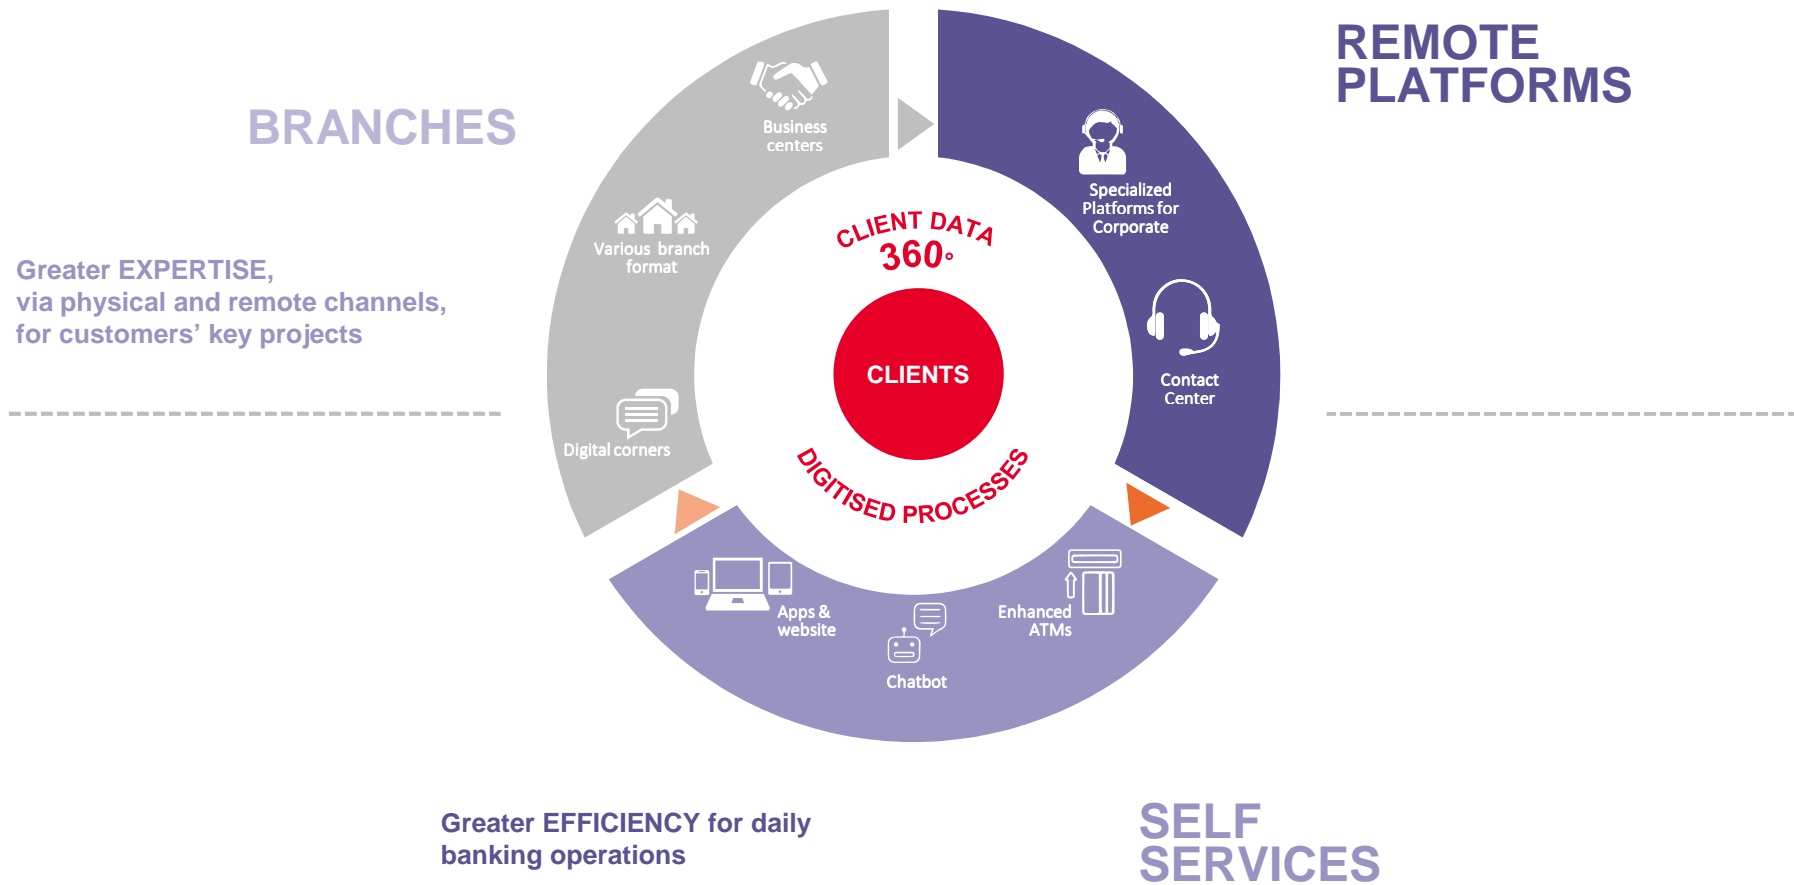 REMOTE
PLATFORMS
BRANCHES
Business
centers
Specialized
Platforms for
Corporate
Various branch
format
CLIENT DATA
360°
Greater EXPERTISE,
via physical and remote channels,
for customers’ key projects
CLIENTS
Contact
Center
Digital corners
DIGITISED PROCESSES
Apps &
website
Enhanced
ATMs
Chatbot
Greater EFFICIENCY for daily
banking operations
SELF
SERVICES